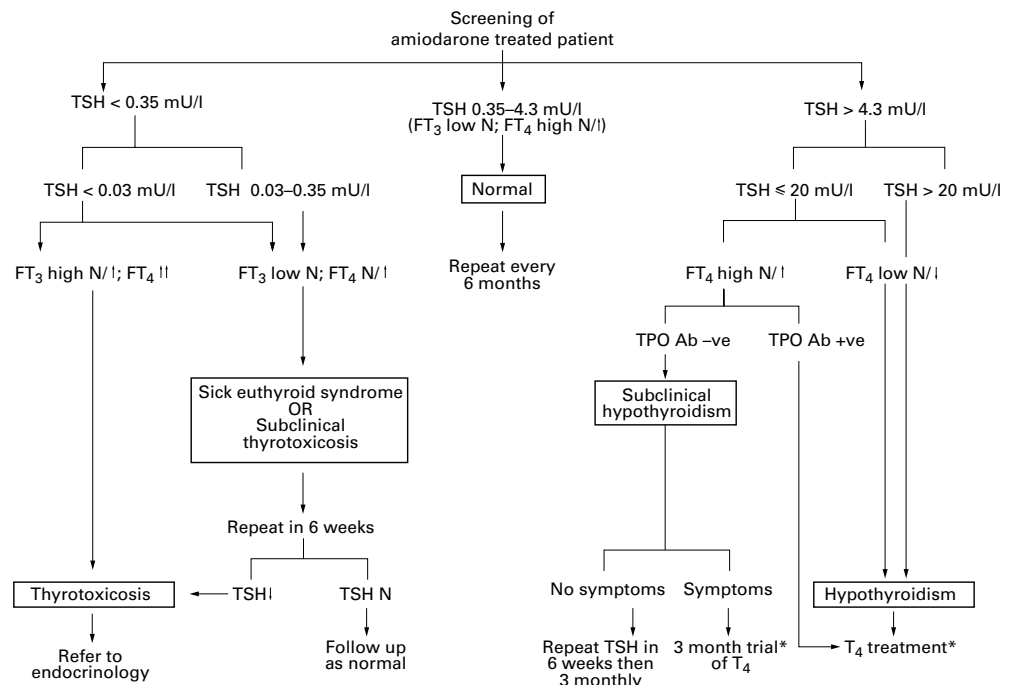 Screening of
amiodarone treated patient
TSH < 0.35 mU/l
TSH 0.35–4.3 mU/l
(FT₃ low N; FT₄ high N/↑)
TSH > 4.3 mU/l
TSH < 0.03 mU/l
TSH 0.03–0.35 mU/l
Normal
TSH ⩽ 20 mU/l
TSH > 20 mU/l
FT₃ high N/↑; FT₄ ↑↑
FT₃ low N; FT₄ N/↑
Repeat every
6 months
FT₄ high N/↑
FT₄ low N/↓
TPO Ab –ve
TPO Ab +ve
Sick euthyroid syndrome
OR
Subclinical
thyrotoxicosis
Subclinical
hypothyroidism
Repeat in 6 weeks
Thyrotoxicosis
TSH↓
TSH N
No symptoms
Symptoms
Hypothyroidism
Refer to
endocrinology
Follow up
as normal
Repeat TSH in
6 weeks then
3 monthly
3 month trial*
of T₄
T₄ treatment*